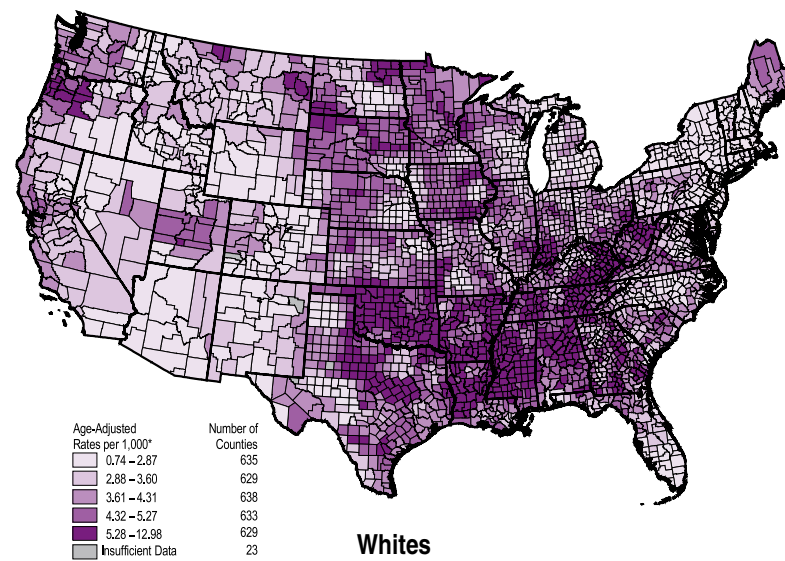 Age-Adjusted Number of
Rates per 1,000* Counties
0.74 – 2.87 635
2.88 – 3.60 629
3.61 – 4.31 638
4.32 – 5.27 633
5.28 – 12.98 629
Insufficient Data 23
Whites